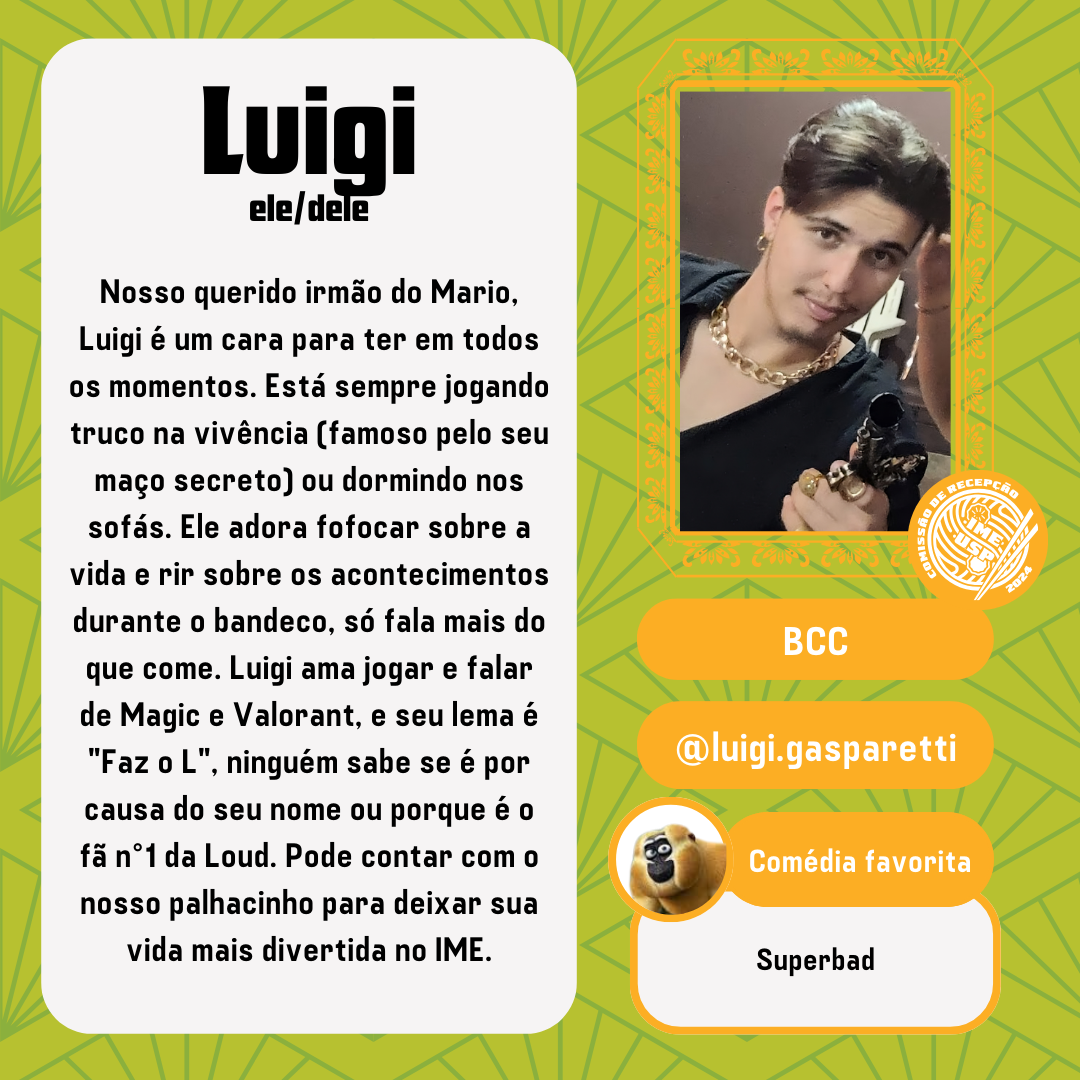 Luigi
ele/dele
Nosso querido irmão do Mario,
Luigi é um cara para ter em todos
os momentos. Está sempre jogando
truco na vivência (famoso pelo seu
maço secreto) ou dormindo nos
sofás. Ele adora fofocar sobre a
vida e rir sobre os acontecimentos
durante o bandeco, só fala mais do
que come. Luigi ama jogar e falar
de Magic e Valorant, e seu lema é
"Faz o L", ninguém sabe se é por
causa do seu nome ou porque é o
fã n°1 da Loud. Pode contar com o
nosso palhacinho para deixar sua
vida mais divertida no IME.
COMISSÃO DE RECEPÇÃO
IME
USP
2024
BCC
@luigi.gasparetti
Comédia favorita
Superbad